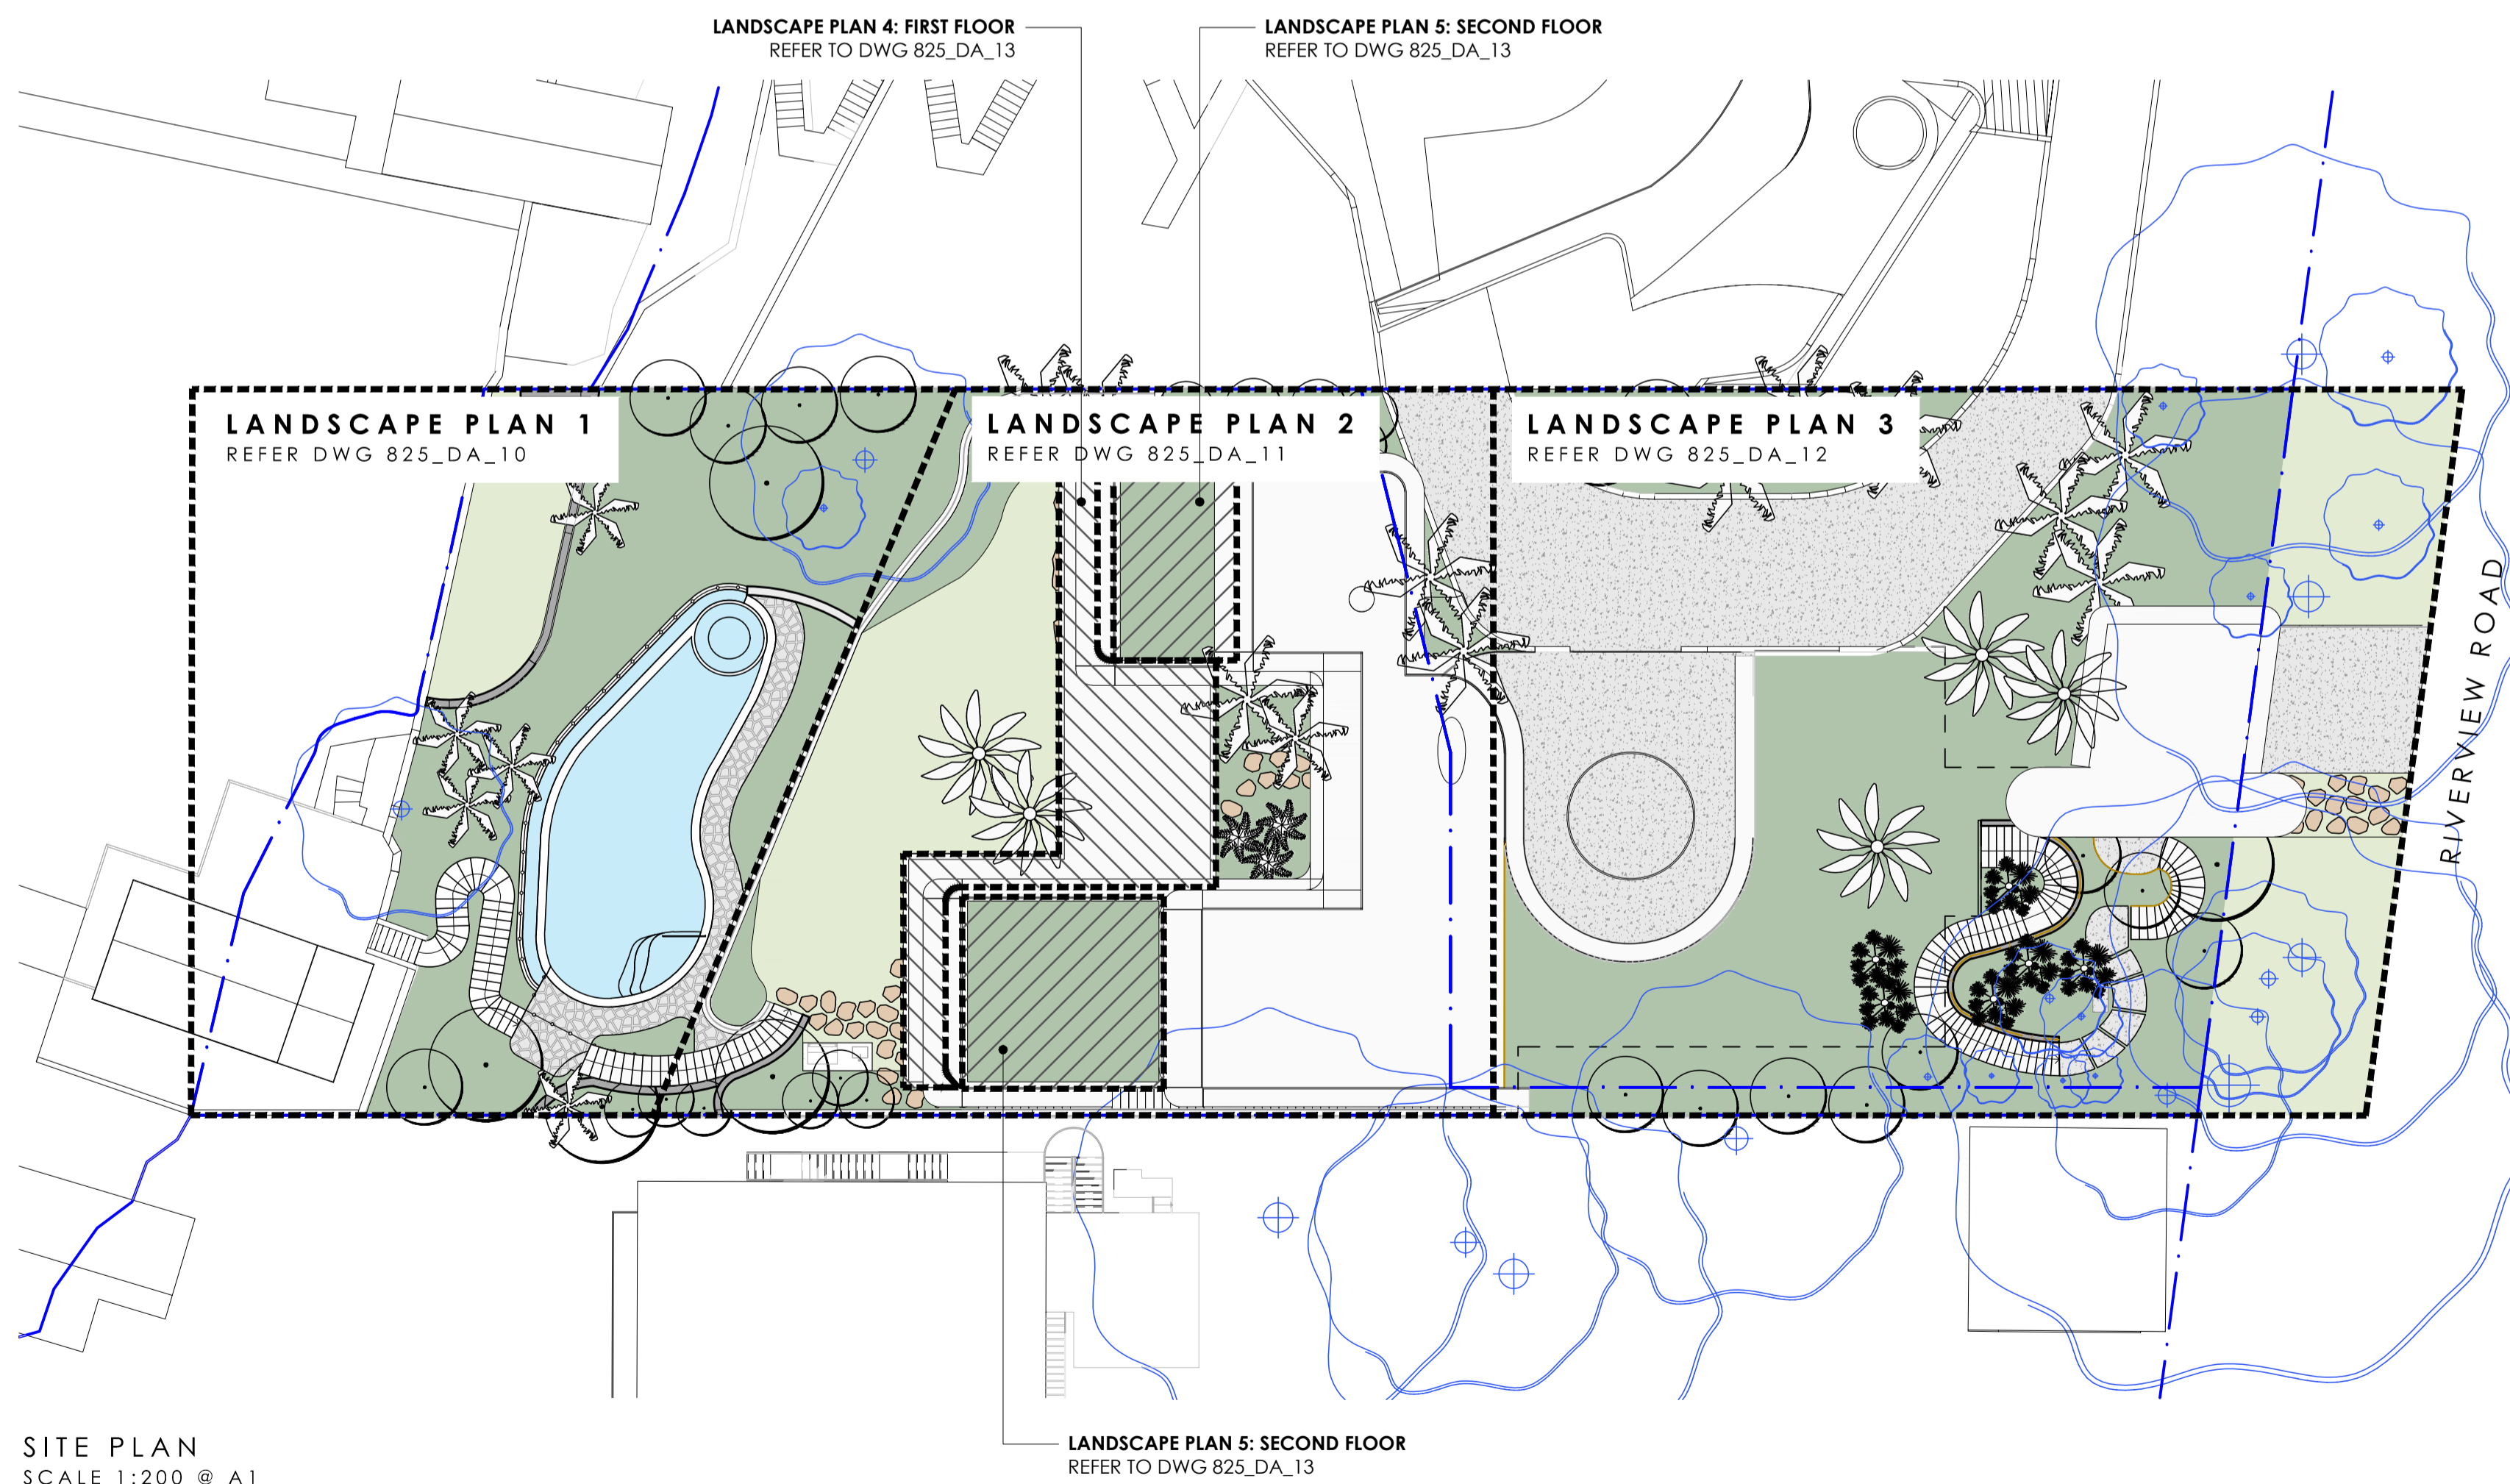 LANDSCAPE PLAN 4: FIRST FLOOR
REFER TO DWG 825_DA_13
LANDSCAPE PLAN 5: SECOND FLOOR
REFER TO DWG 825_DA_13
LANDSCAPE PLAN 1
REFER DWG 825_DA_10
LANDSCAPE PLAN 2
REFER DWG 825_DA_11
LANDSCAPE PLAN 3
REFER DWG 825_DA_12
RIVERVIEW ROAD
SITE PLAN
SCALE 1:200 @ A1
LANDSCAPE PLAN 5: SECOND FLOOR
REFER TO DWG 825_DA_13